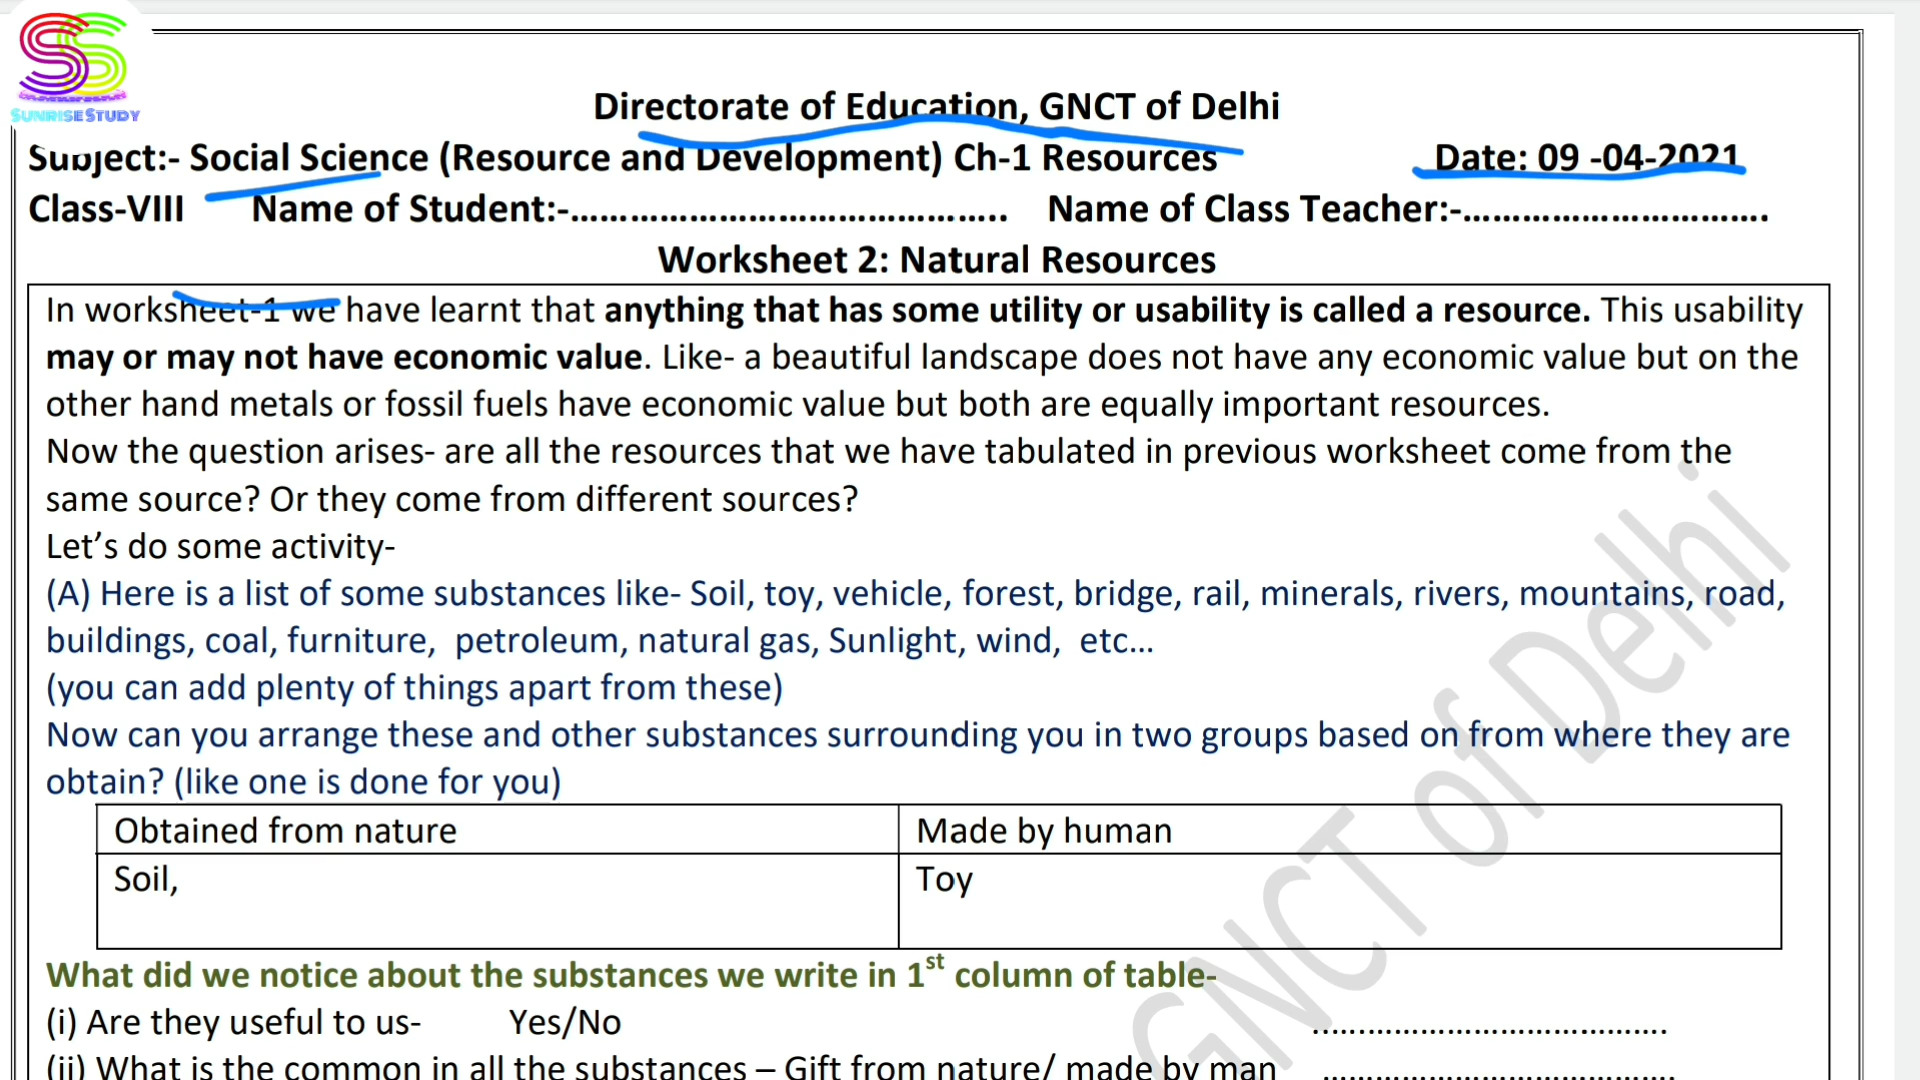 SUNRISESTUDY
Directorate of Education, GNCT of Delhi
Subject:- Social Science (Resource and Development) Ch-1 Resources Date: 09 -04-2021
Class-VIII Name of Student:-........................................... Name of Class Teacher:-..............................
Worksheet 2: Natural Resources
In worksheet-1 we have learnt that anything that has some utility or usability is called a resource. This usability
may or may not have economic value. Like- a beautiful landscape does not have any economic value but on the
other hand metals or fossil fuels have economic value but both are equally important resources.
Now the question arises- are all the resources that we have tabulated in previous worksheet come from the
same source? Or they come from different sources?
Let’s do some activity-
(A) Here is a list of some substances like- Soil, toy, vehicle, forest, bridge, rail, minerals, rivers, mountains, road,
buildings, coal, furniture, petroleum, natural gas, Sunlight, wind, etc...
(you can add plenty of things apart from these)
Now can you arrange these and other substances surrounding you in two groups based on from where they are
obtain? (like one is done for you)
Obtained from nature Made by human
Soil, Toy
What did we notice about the substances we write in 1st column of table-
(i) Are they useful to us- Yes/No ....................................
(ii) What is the common in all the substances – Gift from nature/ made by man ....................................
GNCT of Delhi